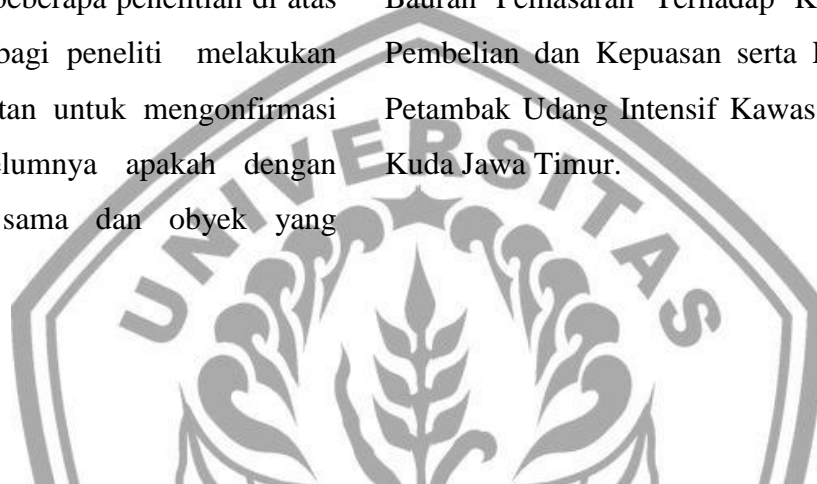 beberapa penelitian di atas
bagi peneliti melakukan
tan untuk mengonfirmasi
elumnya apakah dengan
sama dan obyek yang
Bauran Pemasaran Terhadap K
Pembelian dan Kepuasan serta
Petambak Udang Intensif Kawas
Kuda Jawa Timur.
UNIVERSITAS